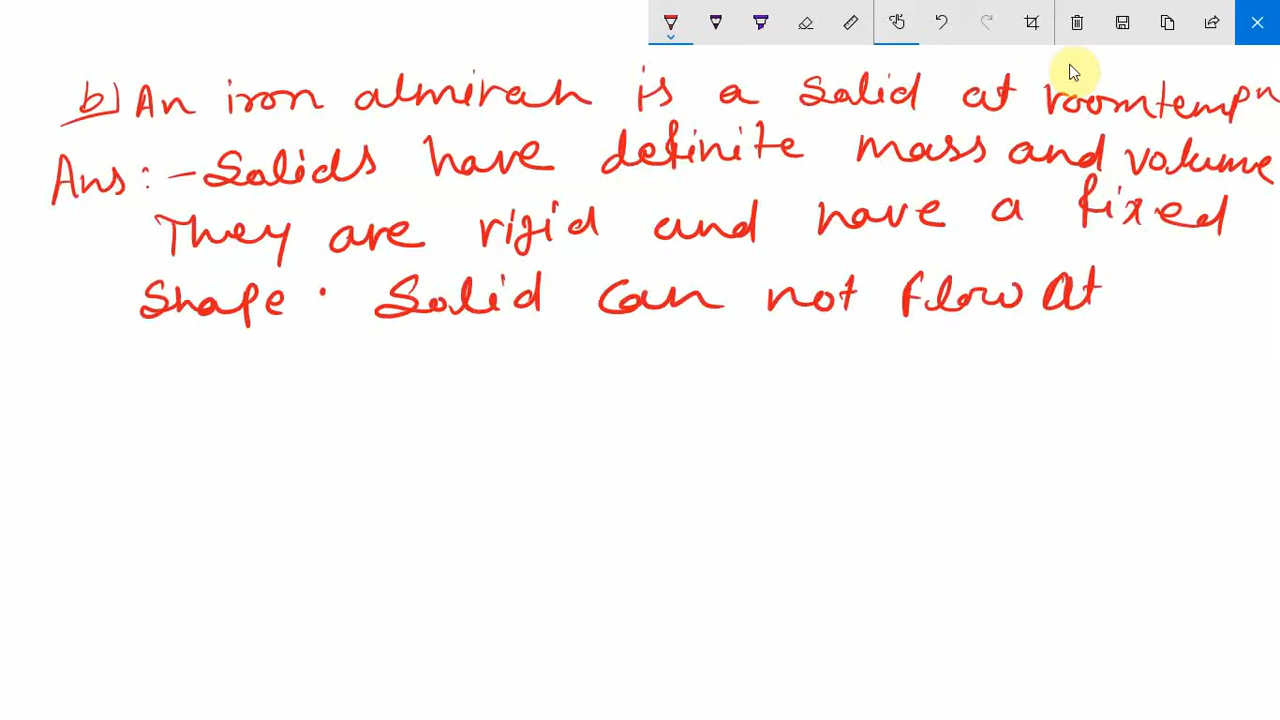 b) An iron almirah is a solid at roomtempn
Ans :- Solids have definite mass and volume
They are rigid and have a fixed
shape. Solid can not flow At